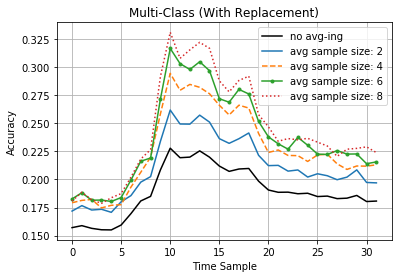 Multi-Class (With Replacement)
no avg-ing
avg sample size: 2
avg sample size: 4
avg sample size: 6
avg sample size: 8
Accuracy
0.325
0.300
0.275
0.250
0.225
0.200
0.175
0.150
0 5 10 15 20 25 30
Time Sample